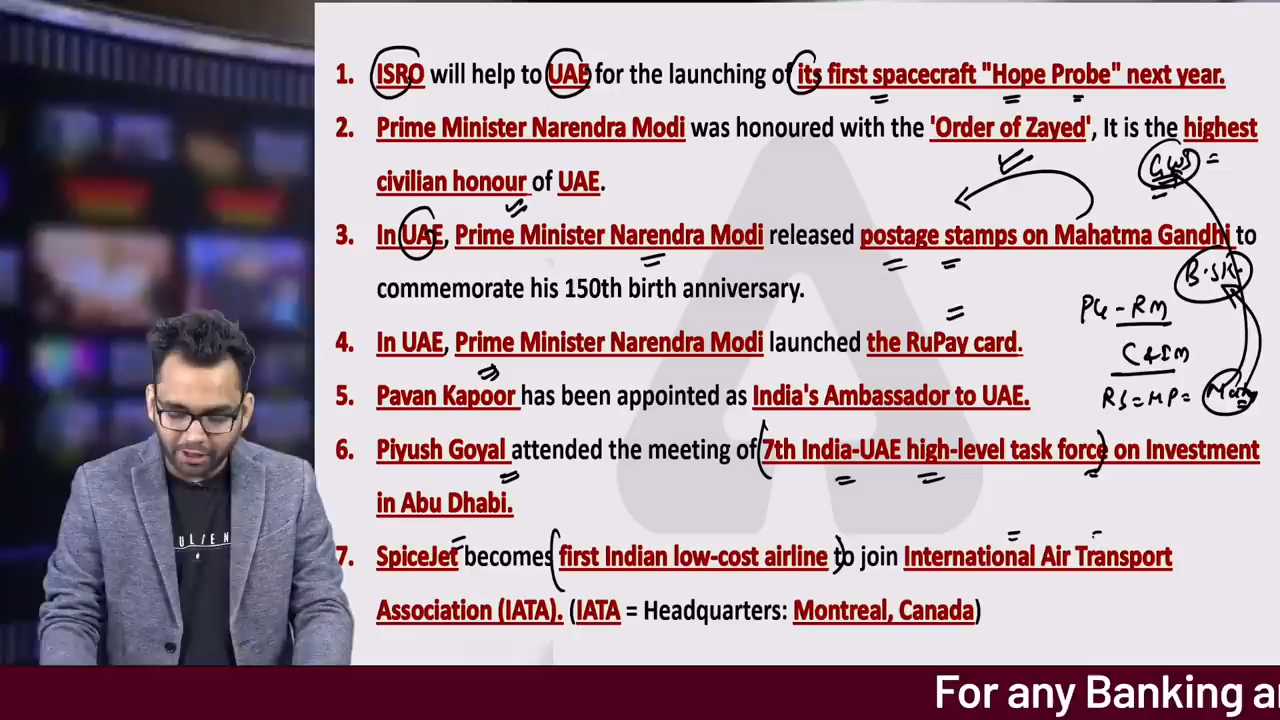 1. ISRO will help to UAE for the launching of its first spacecraft "Hope Probe" next year.
2. Prime Minister Narendra Modi was honoured with the 'Order of Zayed', It is the highest
civilian honour of UAE.
3. In UAE, Prime Minister Narendra Modi released postage stamps on Mahatma Gandhi to
commemorate his 150th birth anniversary.
4. In UAE, Prime Minister Narendra Modi launched the RuPay card.
5. Pavan Kapoor has been appointed as India's Ambassador to UAE.
6. Piyush Goyal attended the meeting of 7th India-UAE high-level task force on Investment
in Abu Dhabi.
7. SpiceJet becomes first Indian low-cost airline to join International Air Transport
Association (IATA). (IATA = Headquarters: Montreal, Canada)
B.SK.
PG - RM
C & IM
RS = MP =
ULIEN
For any Banking a